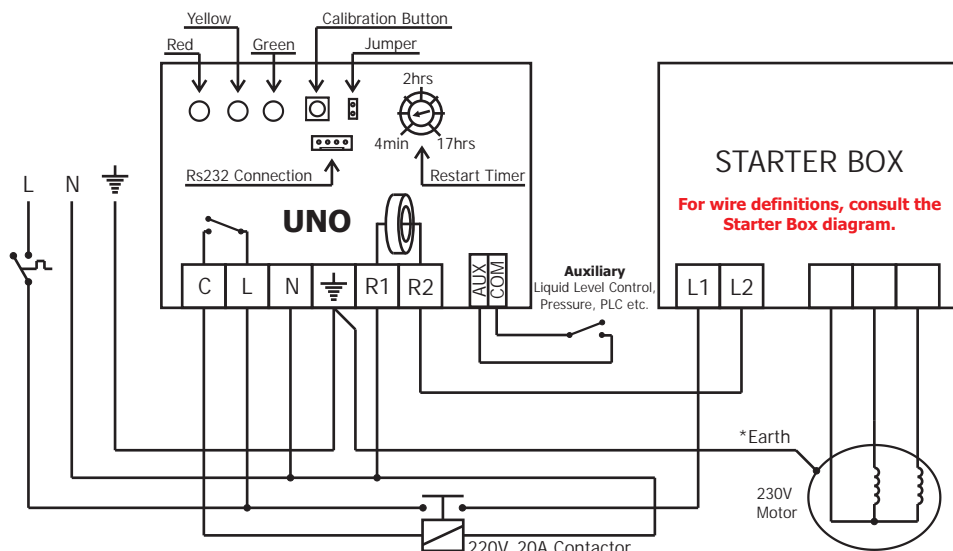 Yellow
Calibration Button
Red
Green
Jumper
2hrs
4min
17hrs
Rs232 Connection
Restart Timer
L
N
UNO
C
L
N
R1
R2
AUX
COM
Auxiliary
Liquid Level Control,
Pressure, PLC etc.
STARTER BOX
For wire definitions, consult the
Starter Box diagram.
L1
L2
*Earth
230V
Motor
220V, 20A Contactor